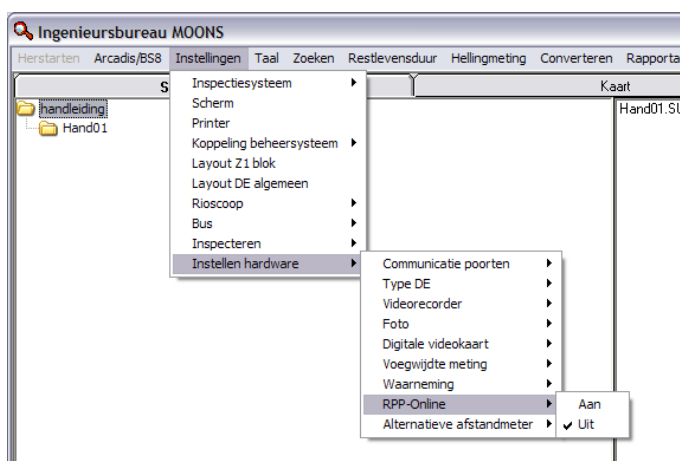 Ingenieursbureau MOONS
Herstarten Arcadis/BS8 Instellingen Taal Zoeken Restlevensduur Hellingmeting Converteren Rapporta
S Kaart
handleiding Hand01.SU
Hand01
Inspectiesysteem
Scherm
Printer
Koppeling beheersysteem
Layout Z1 blok
Layout DE algemeen
Rioscoop
Bus
Inspecteren
Instellen hardware
Communicatie poorten
Type DE
Videorecorder
Foto
Digitale videokaart
Voegwijdte meting
Waarneming
RPP-Online
Alternatieve afstandmeter
Aan
Uit